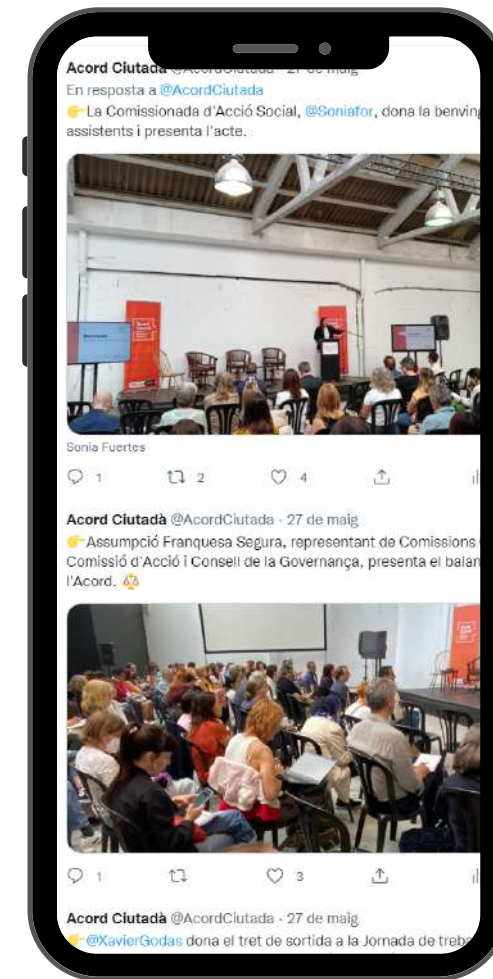 Acord Ciutadà @AcordCiutada · 27 de maig
En resposta a @AcordCiutada
👉La Comissionada d'Acció Social, @Soniafor, dona la
assistents i presenta l'acte.
Sonia Fuertes
1 2 4
Acord Ciutadà @AcordCiutada · 27 de maig
👉Assumpció Franquesa Segura, representant de Comissions
Comissió d'Acció i Consell de la Governança, presenta el
l'Acord. ⚖️
1 3
Acord Ciutadà @AcordCiutada · 27 de maig
👉@XavierGodas dona el tret de sortida a la Jornada de